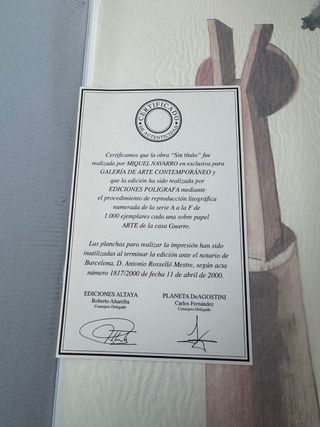 CERTIFICADO
DE AUTENTICIDAD
Certificamos que la obra "Sin título" fue
realizada por MIQUEL NAVARRO en exclusiva para
GALERÍA DE ARTE CONTEMPORÁNEO y
que la edición ha sido realizada por
EDICIONES POLIGRAFA mediante
el procedimiento de reproducción litográfica
numerada de la serie A a la F de
1.000 ejemplares cada una sobre papel
ARTE de la casa Guarro.
Las planchas para realizar la impresión han sido
inutilizadas al terminar la edición ante el notario de
Barcelona, D. Antonio Rosselló Mestre, según acta
número 1817/2000 de fecha 11 de abril de 2000.
EDICIONES ALTAYA
Roberto Altarriba
Consejero Delegado
PLANETA DeAGOSTINI
Carlos Fernández
Consejero Delegado